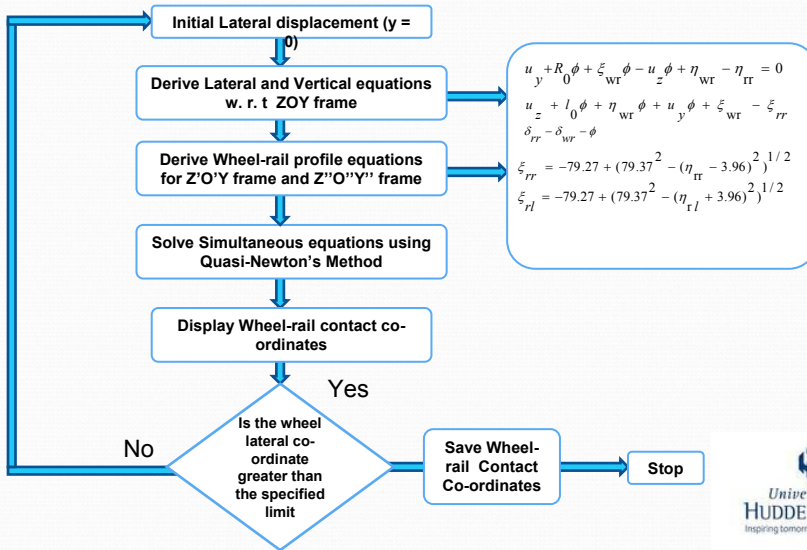 Initial Lateral displacement (y =
0)
Derive Lateral and Vertical equations
w. r. t ZOY frame
u_y + R_0 ϕ + ξ_wr ϕ − u_z ϕ + η_wr − η_rr = 0
u_z + l_0 ϕ + η_wr ϕ + u_y ϕ + ξ_wr − ξ_rr
δ_rr − δ_wr − ϕ
Derive Wheel-rail profile equations
for Z'O'Y frame and Z''O''Y'' frame
ξ_rr = −79.27 + (79.37^2 − (η_rr − 3.96)^2)^1/2
ξ_rl = −79.27 + (79.37^2 − (η_rl + 3.96)^2)^1/2
Solve Simultaneous equations using
Quasi-Newton's Method
Display Wheel-rail contact co-
ordinates
Yes
No
Is the wheel
lateral co-
ordinate
greater than
the specified
limit
Save Wheel-
rail Contact
Co-ordinates
Stop
Unive
HUDDE
Inspiring tomorr